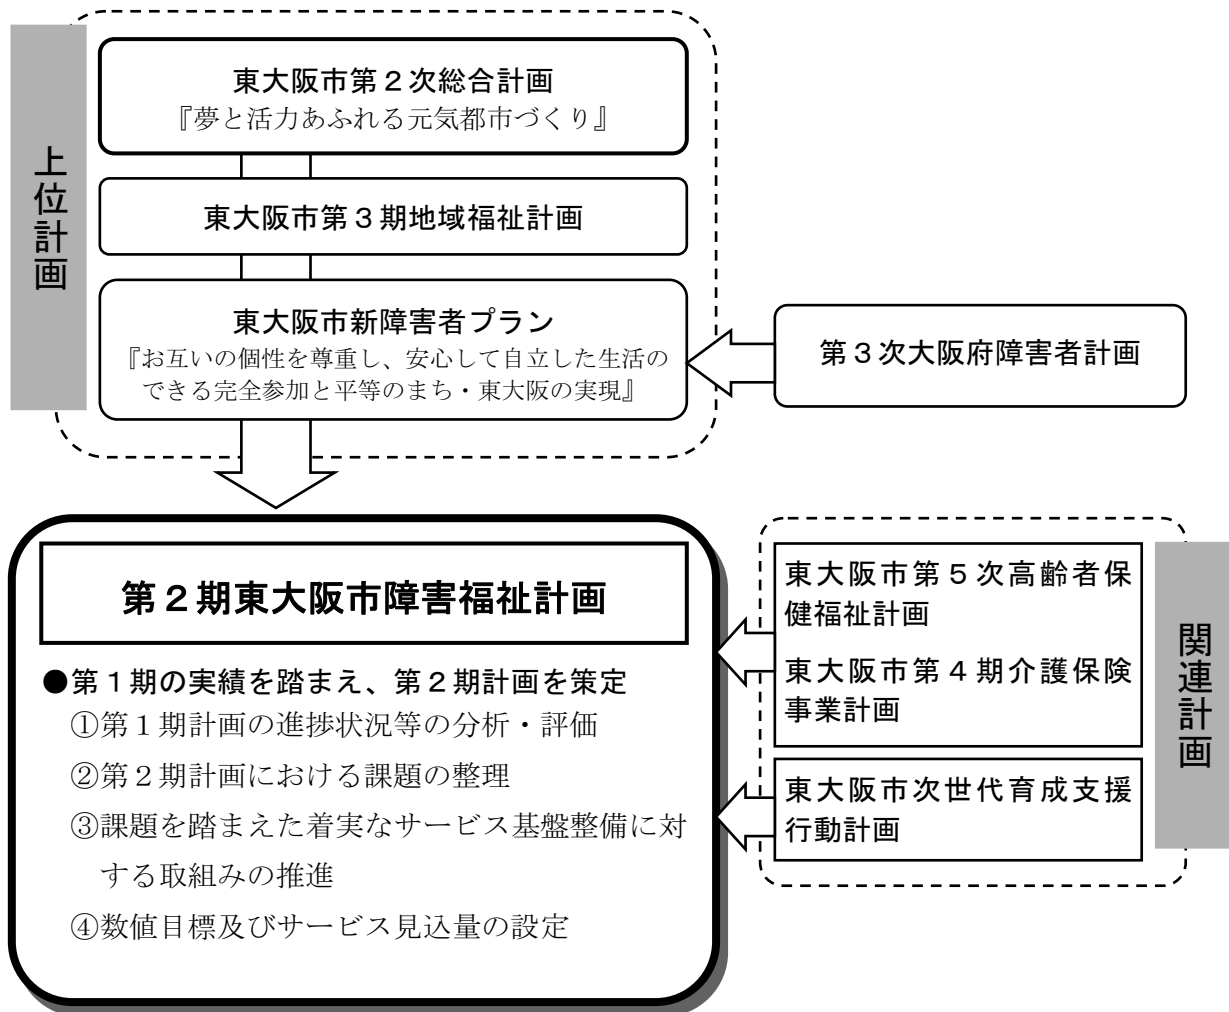 上位計画
東大阪市第２次総合計画
『夢と活力あふれる元気都市づくり』
東大阪市第３期地域福祉計画
東大阪市新障害者プラン
『お互いの個性を尊重し、安心して自立した生活の
できる完全参加と平等のまち・東大阪の実現』
第３次大阪府障害者計画
第２期東大阪市障害福祉計画
●第１期の実績を踏まえ、第２期計画を策定
①第１期計画の進捗状況等の分析・評価
②第２期計画における課題の整理
③課題を踏まえた着実なサービス基盤整備に対
する取組みの推進
④数値目標及びサービス見込量の設定
関連計画
東大阪市第５次高齢者保
健福祉計画
東大阪市第４期介護保険
事業計画
東大阪市次世代育成支援
行動計画